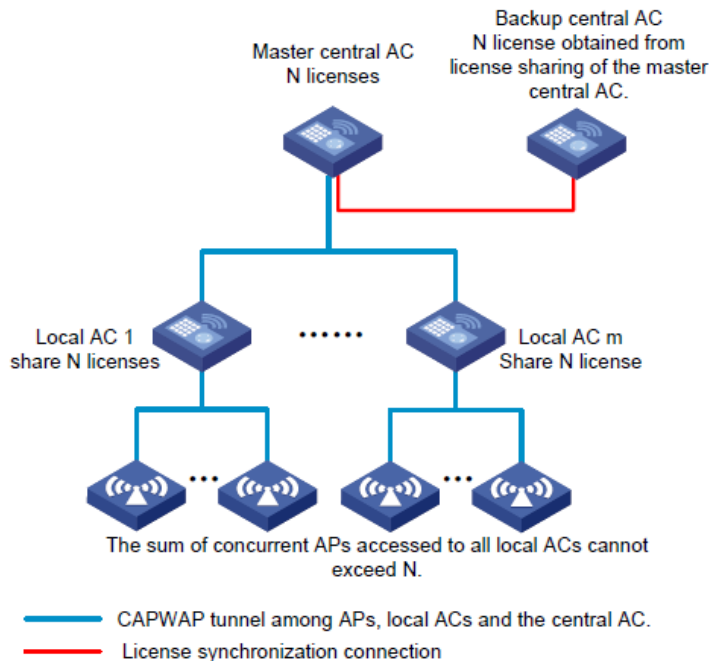 Backup central AC
N license obtained from
license sharing of the master
central AC.
Master central AC
N licenses
Local AC 1
share N licenses
......
Local AC m
Share N license
...
...
The sum of concurrent APs accessed to all local ACs cannot
exceed N.
CAPWAP tunnel among APs, local ACs and the central AC.
License synchronization connection